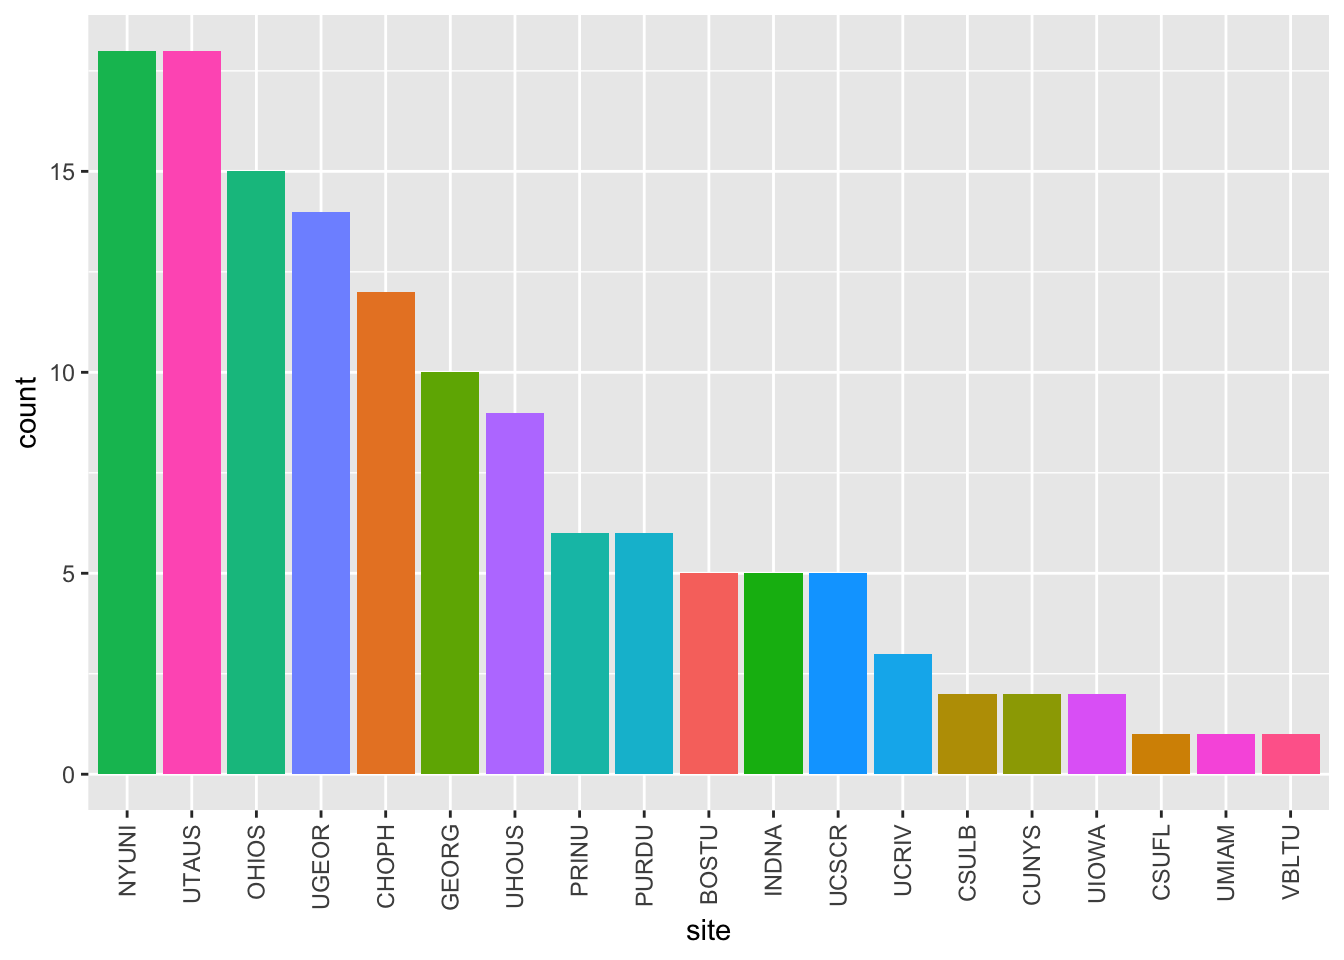 count
15
10
5
0
NYUNI
UTAUS
OHIOS
UGEOR
CHOPH
GEORG
UHOUS
PRINU
PURDU
BOSTU
INDNA
UCSCR
UCRIV
CSULB
CUNYS
UIOWA
CSUFL
UMIAM
VBLTU
site